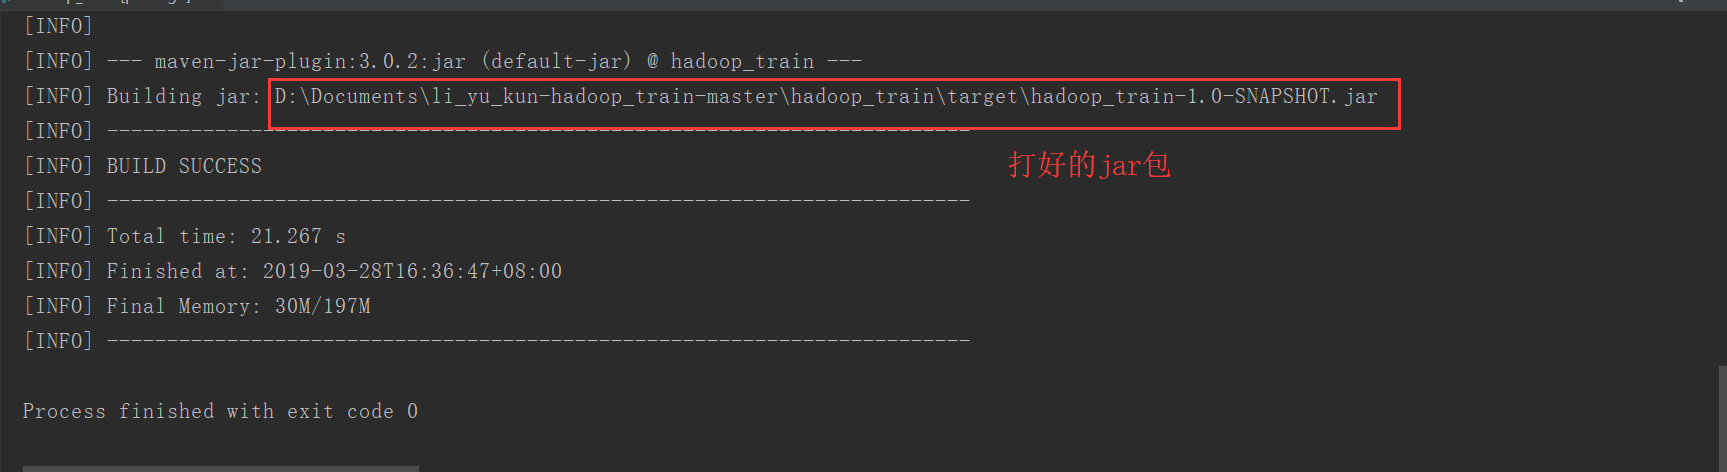 [INFO]
[INFO] --- maven-jar-plugin:3.0.2:jar (default-jar) @ hadoop_train ---
[INFO] Building jar: D:\Documents\li_yu_kun-hadoop_train-master\hadoop_train\target\hadoop_train-1.0-SNAPSHOT.jar
[INFO] ------------------------------------------------------------------------
[INFO] BUILD SUCCESS
打好的jar包
[INFO] ------------------------------------------------------------------------
[INFO] Total time: 21.267 s
[INFO] Finished at: 2019-03-28T16:36:47+08:00
[INFO] Final Memory: 30M/197M
[INFO] ------------------------------------------------------------------------
Process finished with exit code 0